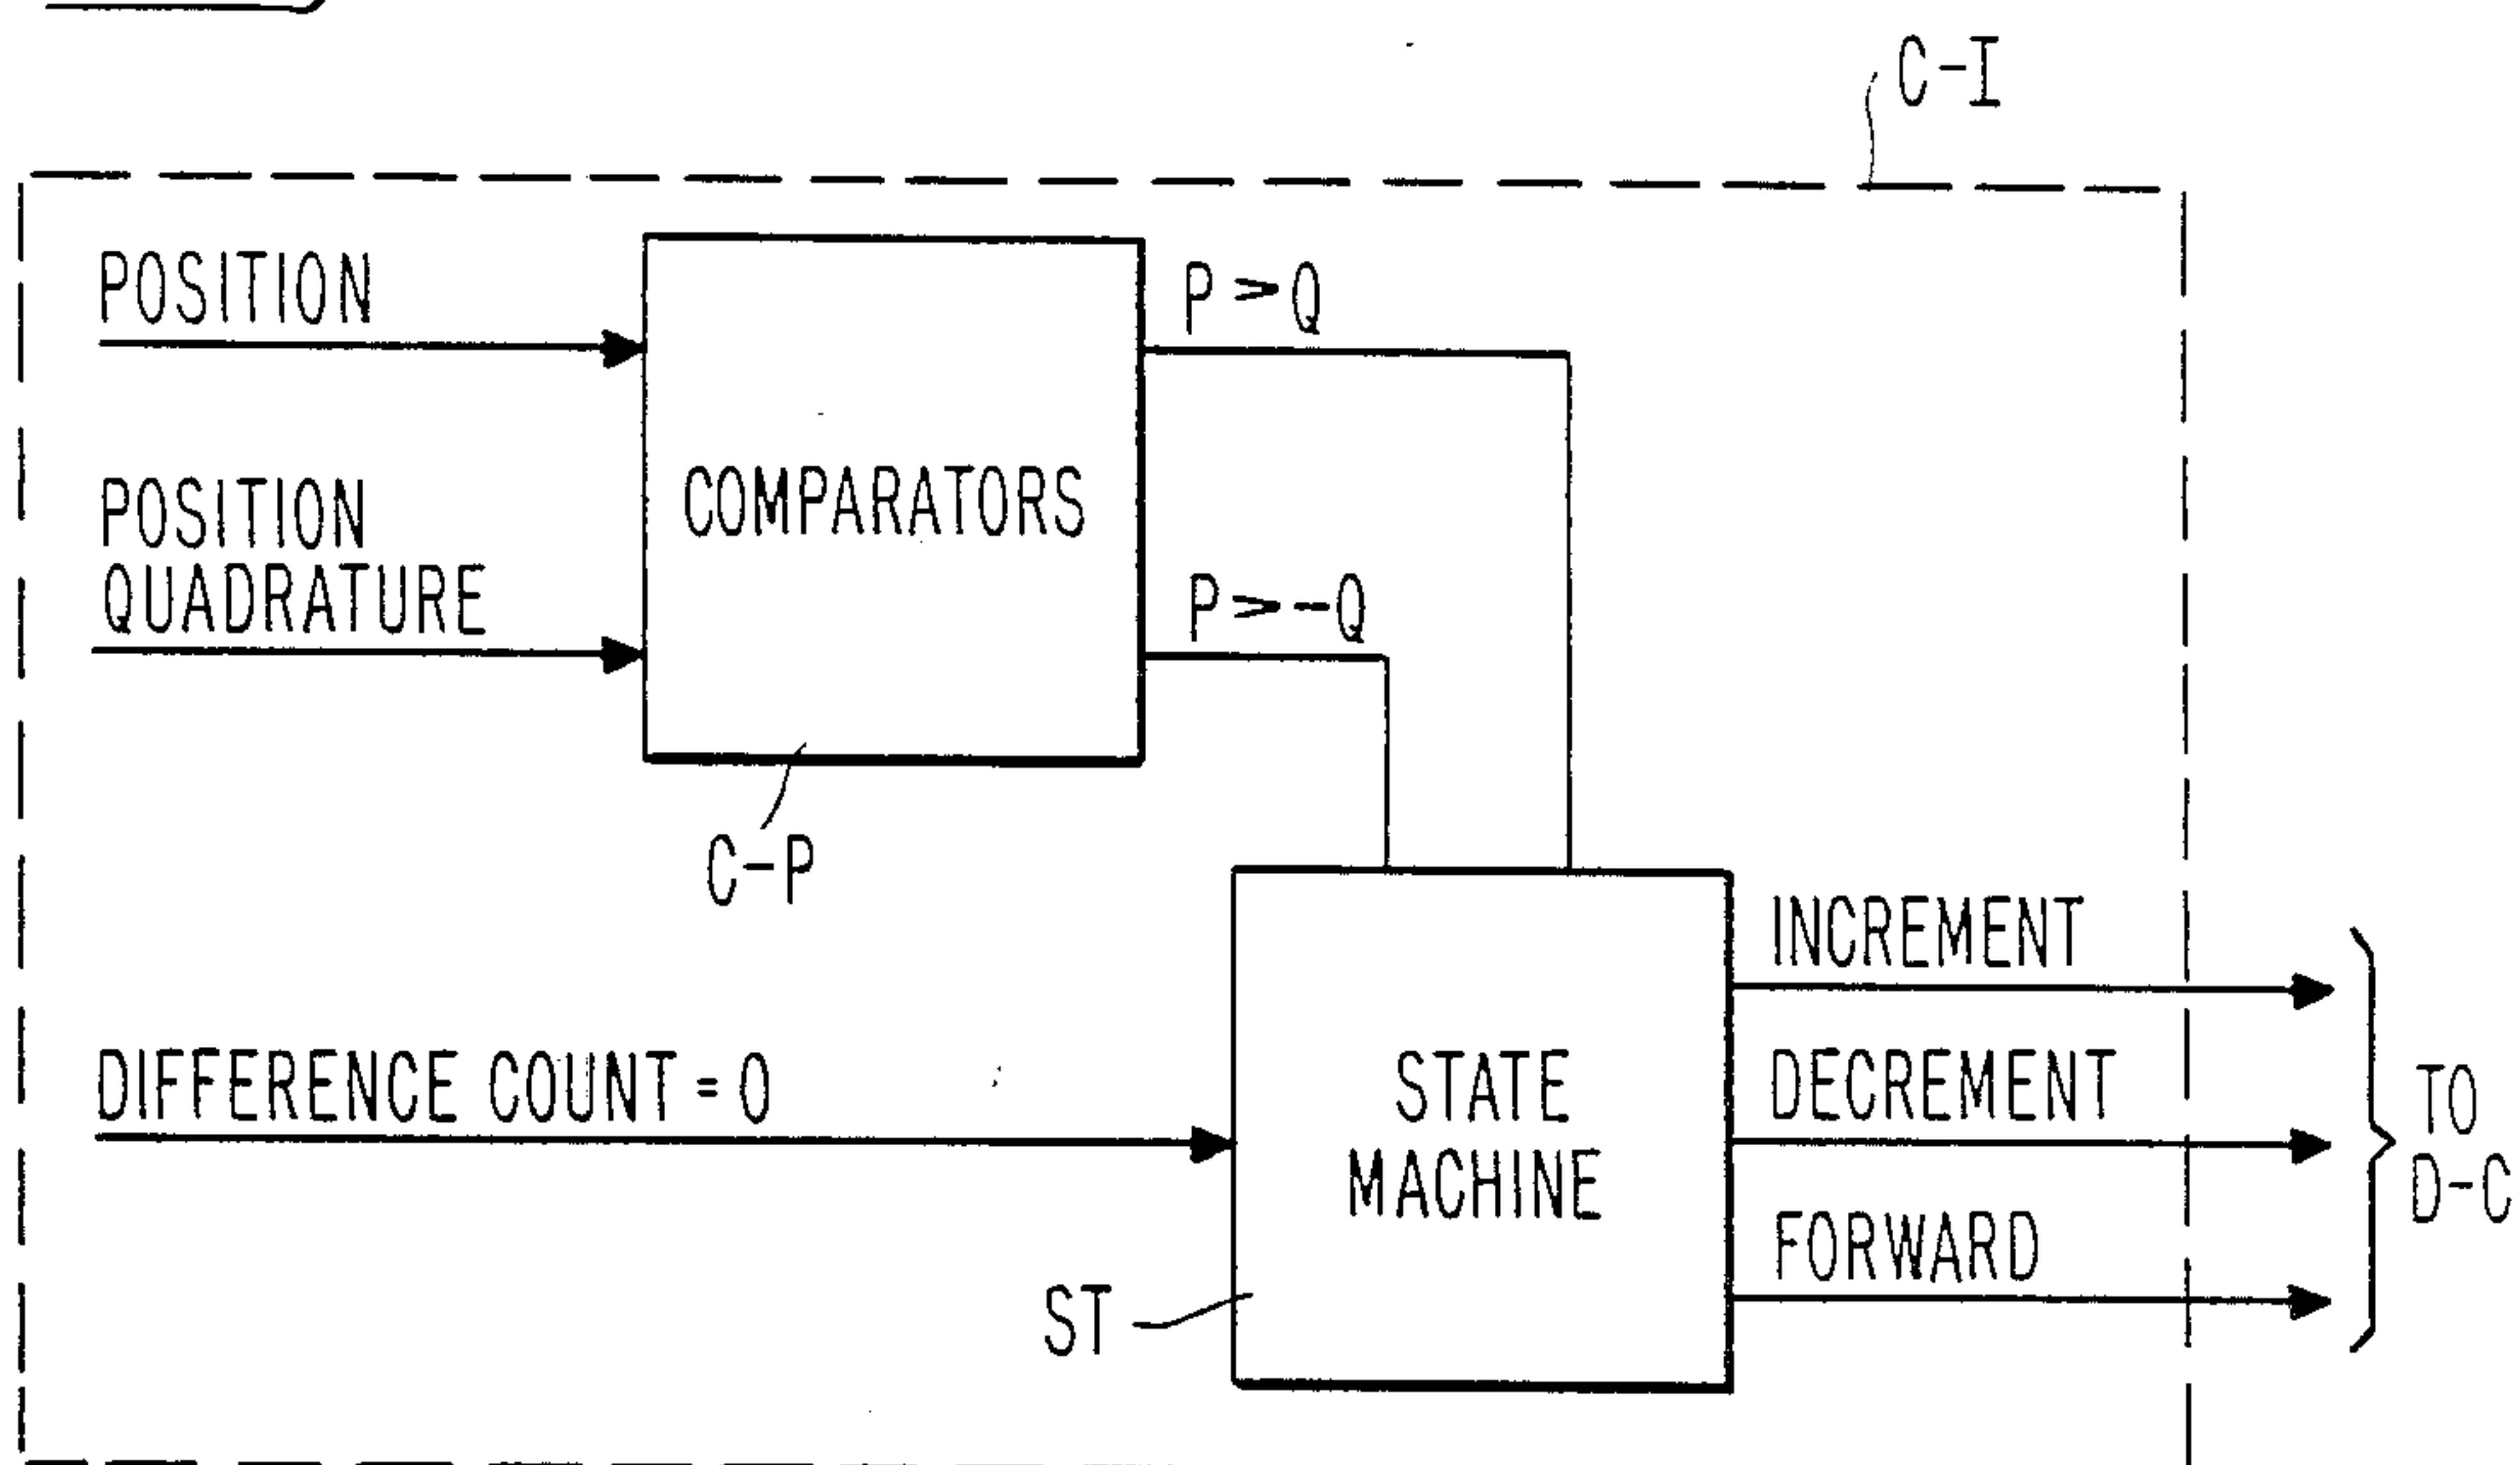 C-I
POSITION
P > Q
COMPARATORS
POSITION
QUADRATURE
P > -Q
C-P
INCREMENT
DIFFERENCE COUNT = 0
STATE
MACHINE
DECREMENT
TO
D-C
FORWARD
ST